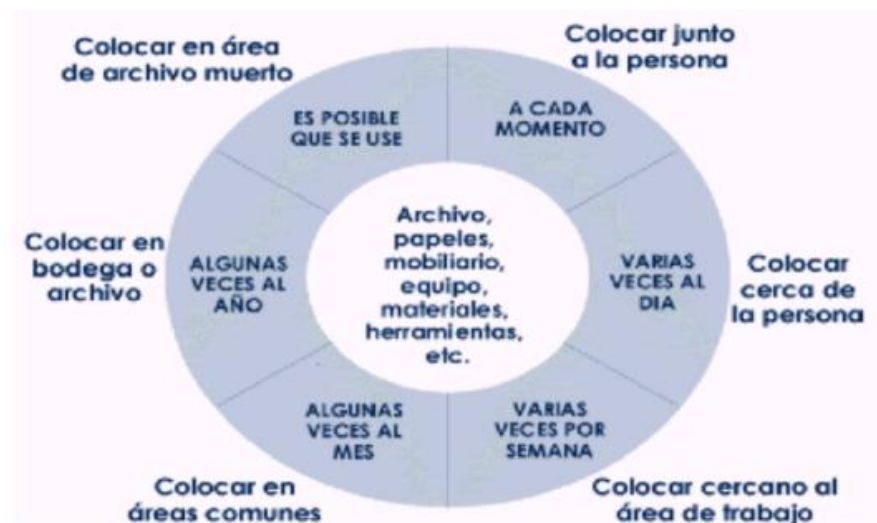 Colocar en área
de archivo muerto
Colocar junto
a la persona
ES POSIBLE
QUE SE USE
A CADA
MOMENTO
Archivo,
papeles,
mobiliario,
equipo,
materiales,
herramientas,
etc.
Colocar en
bodega o
archivo
ALGUNAS
VECES AL
AÑO
VARIAS
VECES AL
DIA
Colocar
cerca de
la persona
ALGUNAS
VECES AL
MES
VARIAS
VECES POR
SEMANA
Colocar en
áreas comunes
Colocar cercano al
área de trabajo